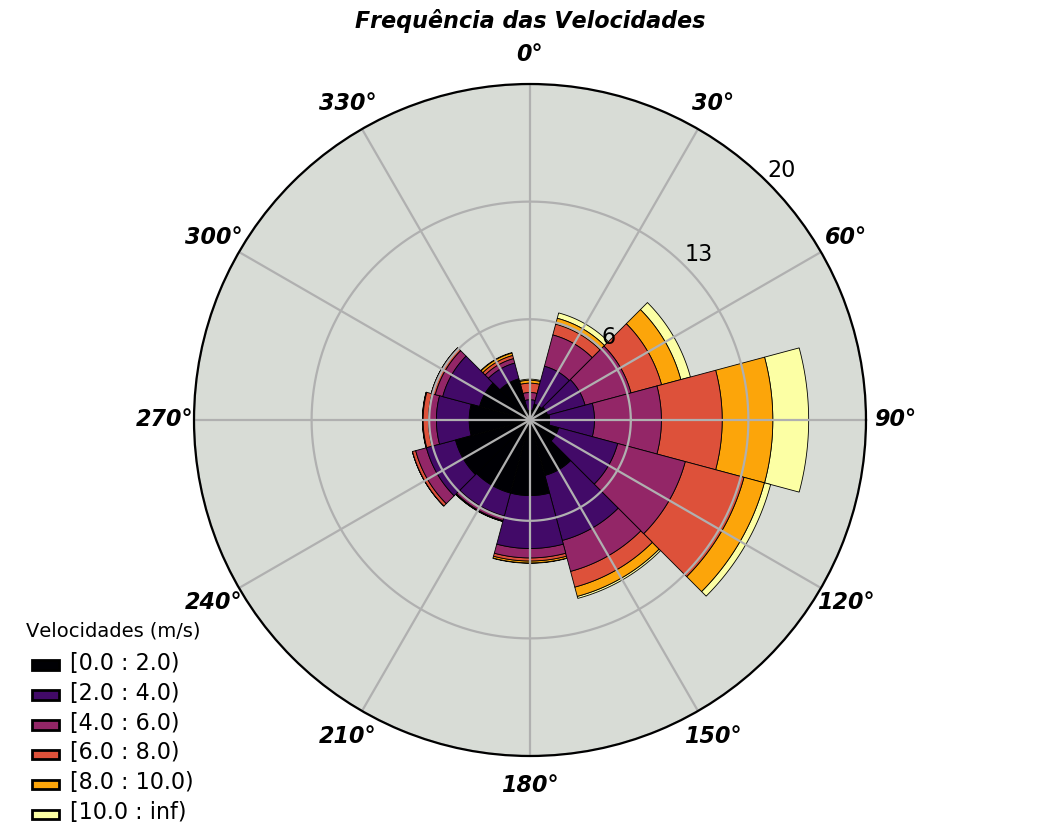 Frequência das Velocidades
0°
330°
30°
20
300°
60°
13
6
270°
90°
240°
120°
210°
150°
180°
Velocidades (m/s)
[0.0 : 2.0)
[2.0 : 4.0)
[4.0 : 6.0)
[6.0 : 8.0)
[8.0 : 10.0)
[10.0 : inf)